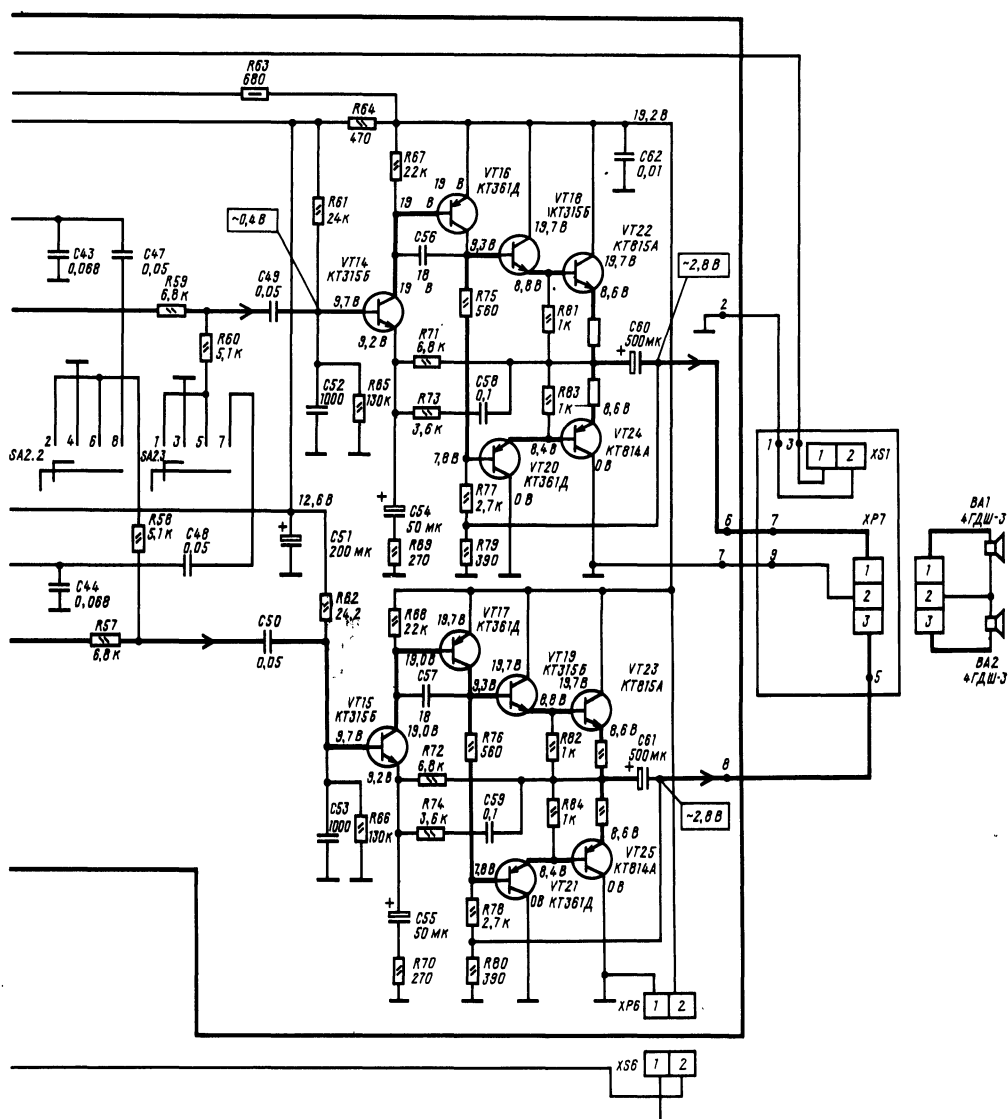 R63
680
R64
470
19,2 В
R67
22к
VT16
КТ361Д
19 В
C62
0,01
R61
24к
~0,4 В
19 В
VT18
КТ315Б
19,7 В
VT22
КТ815А
19,7 В
C43
0,068
C47
0,05
C49
0,05
R59
6,8 к
VT14
КТ315Б
C56
18
19 В
9,3 В
8,8 В
8,6 В
~2,8 В
9,7 В
9,2 В
R75
560
R81
1к
C60
500мк
+
2
R60
5,1 к
R71
6,8 к
C52
1000
R65
130к
R73
3,6 к
C58
0,1
R83
1к
8,6 В
2 4 6 8
1 3 5 7
SA2.2
SA2.3
7,8 В
8,4 В
VT24
КТ814А
VT20
КТ361Д
0 В
0 В
1 3
1 2
XS1
12,6 В
R58
5,1 к
C48
0,05
+
C51
200 мк
+
C54
50 мк
R77
2,7 к
R69
270
R79
390
6 7
XP7
7 9
1
2
3
1
2
3
BA1
4ГДШ-3
BA2
4ГДШ-3
5
C44
0,068
R57
6,8 к
C50
0,05
R62
24,2
R68
22к
19,7 В
VT17
КТ361Д
19,0 В
VT19
КТ315Б
19,7 В
VT23
КТ815А
19,7 В
C57
18
9,3 В
8,8 В
8,6 В
VT15
КТ315Б
19,0 В
9,7 В
9,2 В
R76
560
R82
1к
C61
500мк
+
8
R72
6,8 к
R74
3,6 к
C59
0,1
R84
1к
~2,8 В
C53
1000
R66
130к
8,6 В
VT25
КТ814А
7,8 В
8,4 В
VT21
КТ361Д
0 В
0 В
+
C55
50 мк
R78
2,7 к
R70
270
R80
390
XP6
1 2
XS6
1 2